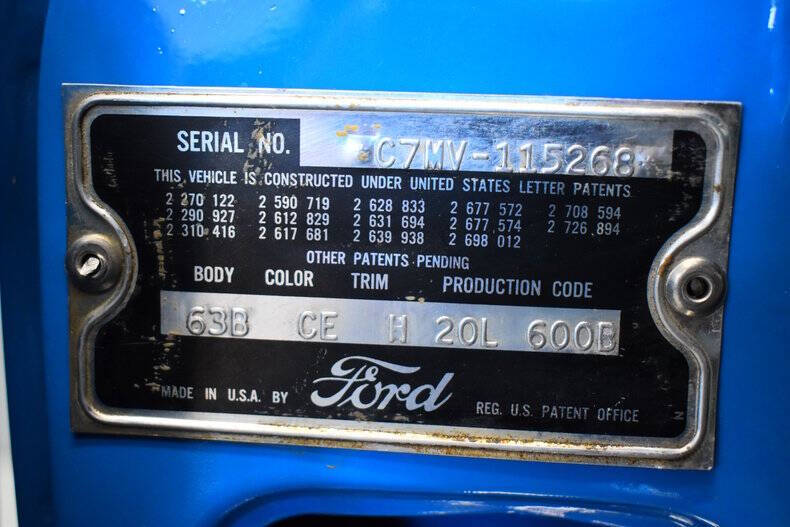 SERIAL NO. C7MV-115268
THIS VEHICLE IS CONSTRUCTED UNDER UNITED STATES LETTER PATENTS
2 270 122 2 590 719 2 628 833 2 677 572 2 708 594
2 290 927 2 612 829 2 631 694 2 677 574 2 726 894
2 310 416 2 617 681 2 639 938 2 698 012
OTHER PATENTS PENDING
BODY COLOR TRIM PRODUCTION CODE
63B CE H 20L 600B
MADE IN U.S.A. BY Ford REG. U.S. PATENT OFFICE
N